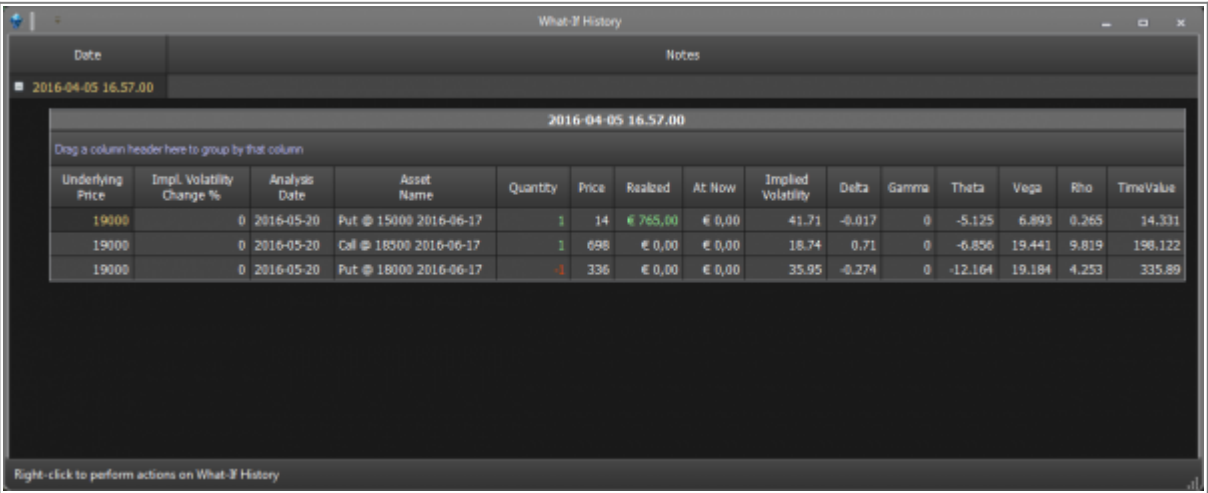 What-If History
Date Notes
2016-04-05 16.57.00
2016-04-05 16.57.00
Drag a column header here to group by that column
Underlying Price Impl. Volatility Change % Analysis Date Asset Name Quantity Price Realized At Now Implied Volatility Delta Gamma Theta Vega Rho TimeValue
19000 0 2016-05-20 Put @ 15000 2016-06-17 1 14 € 765,00 € 0,00 41.71 -0.017 0 -5.125 6.893 0.265 14.331
19000 0 2016-05-20 Call @ 18500 2016-06-17 1 698 € 0,00 € 0,00 18.74 0.71 0 -6.856 19.441 9.819 198.122
19000 0 2016-05-20 Put @ 18000 2016-06-17 -1 336 € 0,00 € 0,00 35.95 -0.274 0 -12.164 19.184 4.253 335.89
Right-click to perform actions on What-If History